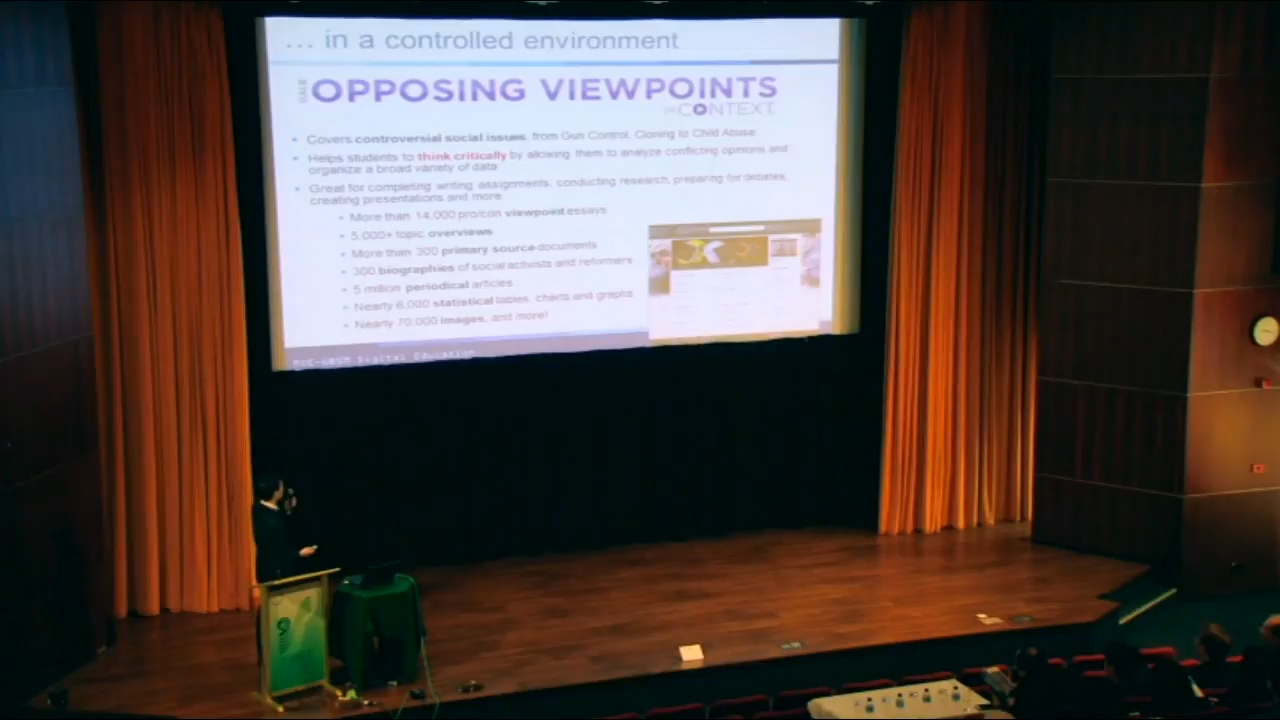 ... in a controlled environment
GALE
OPPOSING VIEWPOINTS
IN CONTEXT
• Covers controversial social issues, from Gun Control, Cloning to Child Abuse
• Helps students to think critically by allowing them to analyze conflicting opinions and
organize a broad variety of data
• Great for completing writing assignments, conducting research, preparing for debates,
creating presentations and more
• More than 14,000 pro/con viewpoint essays
• 5,000+ topic overviews
• More than 300 primary source documents
• 300 biographies of social activists and reformers
• 5 million periodical articles
• Nearly 6,000 statistical tables, charts and graphs
• Nearly 70,000 images, and more!
Digital Education